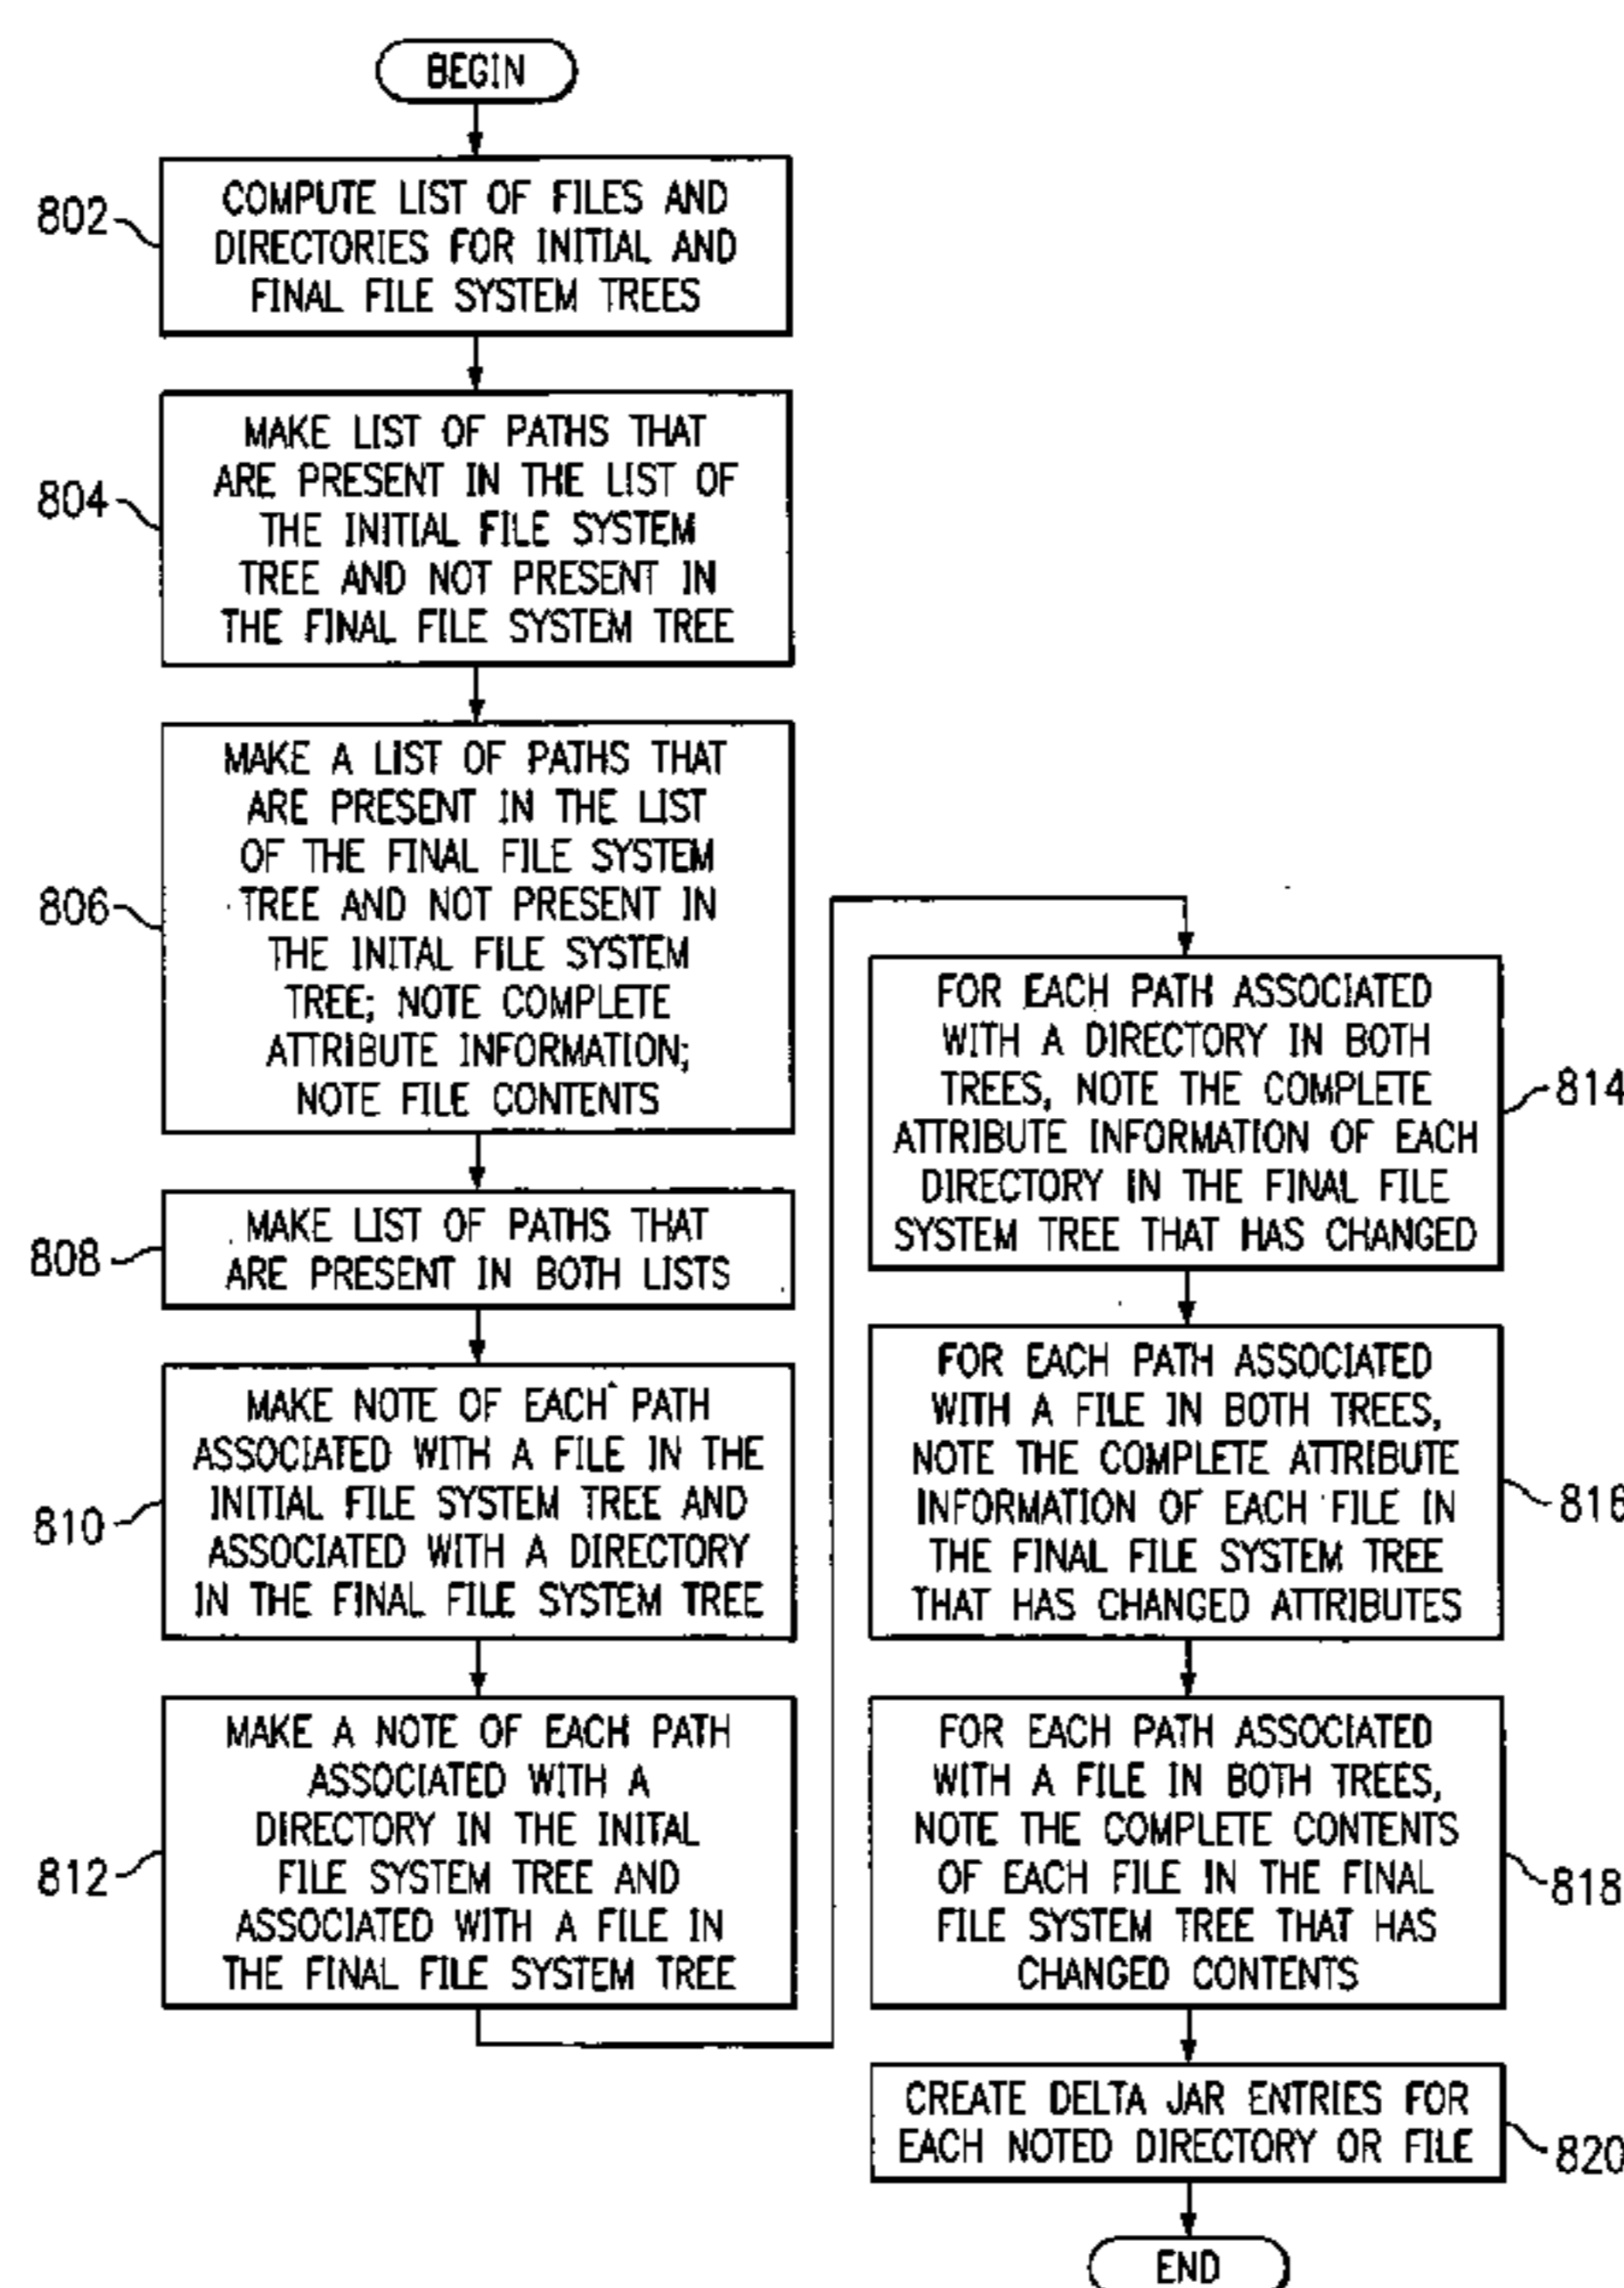 BEGIN
802
COMPUTE LIST OF FILES AND
DIRECTORIES FOR INITIAL AND
FINAL FILE SYSTEM TREES
804
MAKE LIST OF PATHS THAT
ARE PRESENT IN THE LIST OF
THE INITIAL FILE SYSTEM
TREE AND NOT PRESENT IN
THE FINAL FILE SYSTEM TREE
806
MAKE A LIST OF PATHS THAT
ARE PRESENT IN THE LIST
OF THE FINAL FILE SYSTEM
TREE AND NOT PRESENT IN
THE INITAL FILE SYSTEM
TREE; NOTE COMPLETE
ATTRIBUTE INFORMATION;
NOTE FILE CONTENTS
808
MAKE LIST OF PATHS THAT
ARE PRESENT IN BOTH LISTS
810
MAKE NOTE OF EACH PATH
ASSOCIATED WITH A FILE IN THE
INITIAL FILE SYSTEM TREE AND
ASSOCIATED WITH A DIRECTORY
IN THE FINAL FILE SYSTEM TREE
812
MAKE A NOTE OF EACH PATH
ASSOCIATED WITH A
DIRECTORY IN THE INITAL
FILE SYSTEM TREE AND
ASSOCIATED WITH A FILE IN
THE FINAL FILE SYSTEM TREE
FOR EACH PATH ASSOCIATED
WITH A DIRECTORY IN BOTH
TREES, NOTE THE COMPLETE
ATTRIBUTE INFORMATION OF EACH
DIRECTORY IN THE FINAL FILE
SYSTEM TREE THAT HAS CHANGED
814
FOR EACH PATH ASSOCIATED
WITH A FILE IN BOTH TREES,
NOTE THE COMPLETE ATTRIBUTE
INFORMATION OF EACH FILE IN
THE FINAL FILE SYSTEM TREE
THAT HAS CHANGED ATTRIBUTES
816
FOR EACH PATH ASSOCIATED
WITH A FILE IN BOTH TREES,
NOTE THE COMPLETE CONTENTS
OF EACH FILE IN THE FINAL
FILE SYSTEM TREE THAT HAS
CHANGED CONTENTS
818
CREATE DELTA JAR ENTRIES FOR
EACH NOTED DIRECTORY OR FILE
820
END